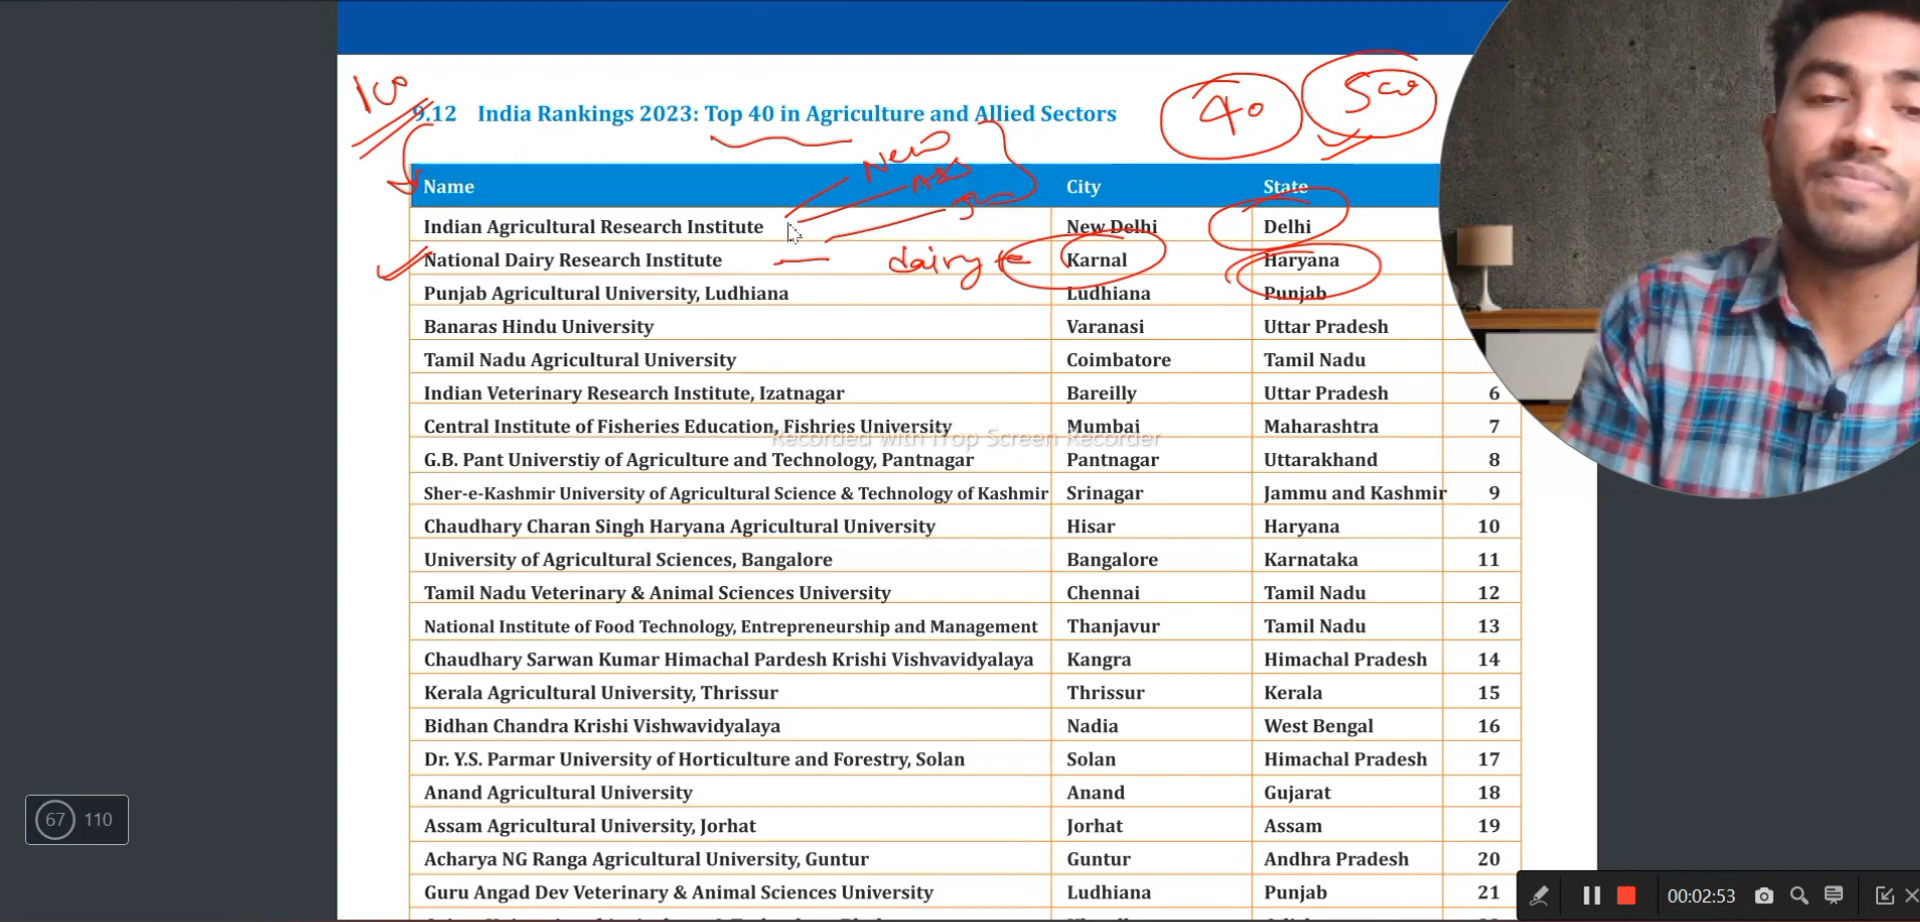 9.12 India Rankings 2023: Top 40 in Agriculture and Allied Sectors
40
500
100
Name City State
New
Indian Agricultural Research Institute New Delhi Delhi
National Dairy Research Institute dairy Karnal Haryana
Punjab Agricultural University, Ludhiana Ludhiana Punjab
Banaras Hindu University Varanasi Uttar Pradesh
Tamil Nadu Agricultural University Coimbatore Tamil Nadu
Indian Veterinary Research Institute, Izatnagar Bareilly Uttar Pradesh 6
Central Institute of Fisheries Education, Fishries University Mumbai Maharashtra 7
Recorded with iTop Screen Recorder
G.B. Pant Universtiy of Agriculture and Technology, Pantnagar Pantnagar Uttarakhand 8
Sher-e-Kashmir University of Agricultural Science & Technology of Kashmir Srinagar Jammu and Kashmir 9
Chaudhary Charan Singh Haryana Agricultural University Hisar Haryana 10
University of Agricultural Sciences, Bangalore Bangalore Karnataka 11
Tamil Nadu Veterinary & Animal Sciences University Chennai Tamil Nadu 12
National Institute of Food Technology, Entrepreneurship and Management Thanjavur Tamil Nadu 13
Chaudhary Sarwan Kumar Himachal Pardesh Krishi Vishvavidyalaya Kangra Himachal Pradesh 14
Kerala Agricultural University, Thrissur Thrissur Kerala 15
Bidhan Chandra Krishi Vishwavidyalaya Nadia West Bengal 16
Dr. Y.S. Parmar University of Horticulture and Forestry, Solan Solan Himachal Pradesh 17
Anand Agricultural University Anand Gujarat 18
Assam Agricultural University, Jorhat Jorhat Assam 19
Acharya NG Ranga Agricultural University, Guntur Guntur Andhra Pradesh 20
Guru Angad Dev Veterinary & Animal Sciences University Ludhiana Punjab 21
67 110
00:02:53